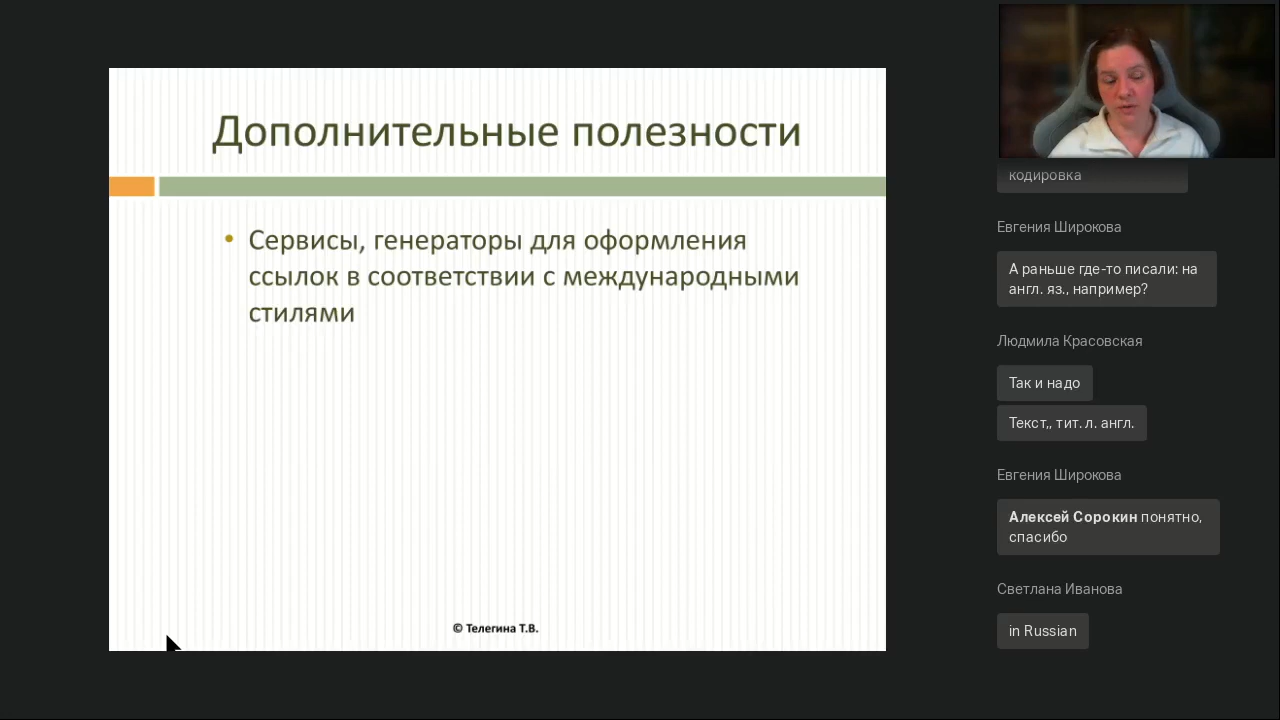 Дополнительные полезности
• Сервисы, генераторы для оформления
ссылок в соответствии с международными
стилями
© Телегина Т.В.
кодировка
Евгения Широкова
А раньше где-то писали: на
англ. яз., например?
Людмила Красовская
Так и надо
Текст,, тит. л. англ.
Евгения Широкова
Алексей Сорокин понятно,
спасибо
Светлана Иванова
in Russian